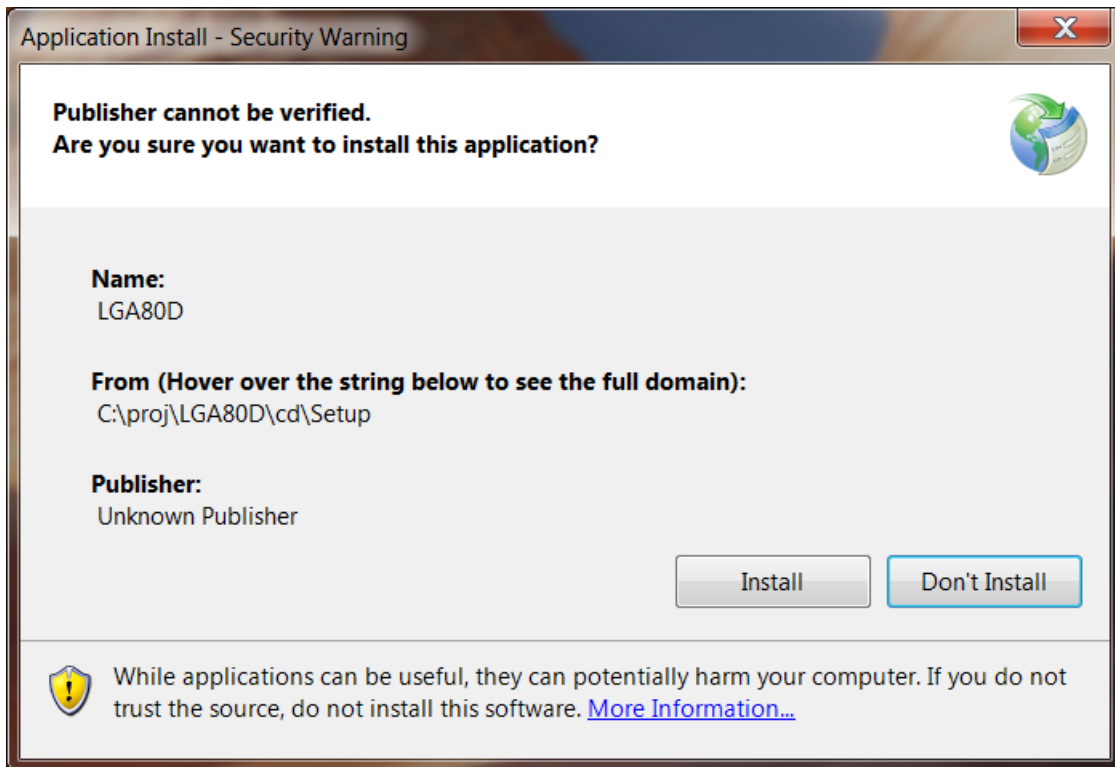 Application Install - Security Warning
Publisher cannot be verified.
Are you sure you want to install this application?
Name:
LGA80D
From (Hover over the string below to see the full domain):
C:\proj\LGA80D\cd\Setup
Publisher:
Unknown Publisher
Install
Don't Install
While applications can be useful, they can potentially harm your computer. If you do not
trust the source, do not install this software. More Information...